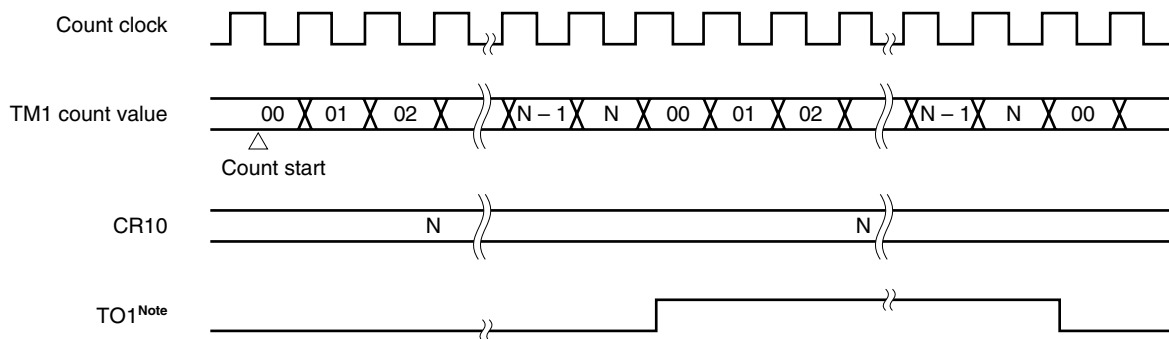 Count clock
TM1 count value 00 01 02 N – 1 N 00 01 02 N – 1 N 00
Count start
CR10 N N
TO1Note